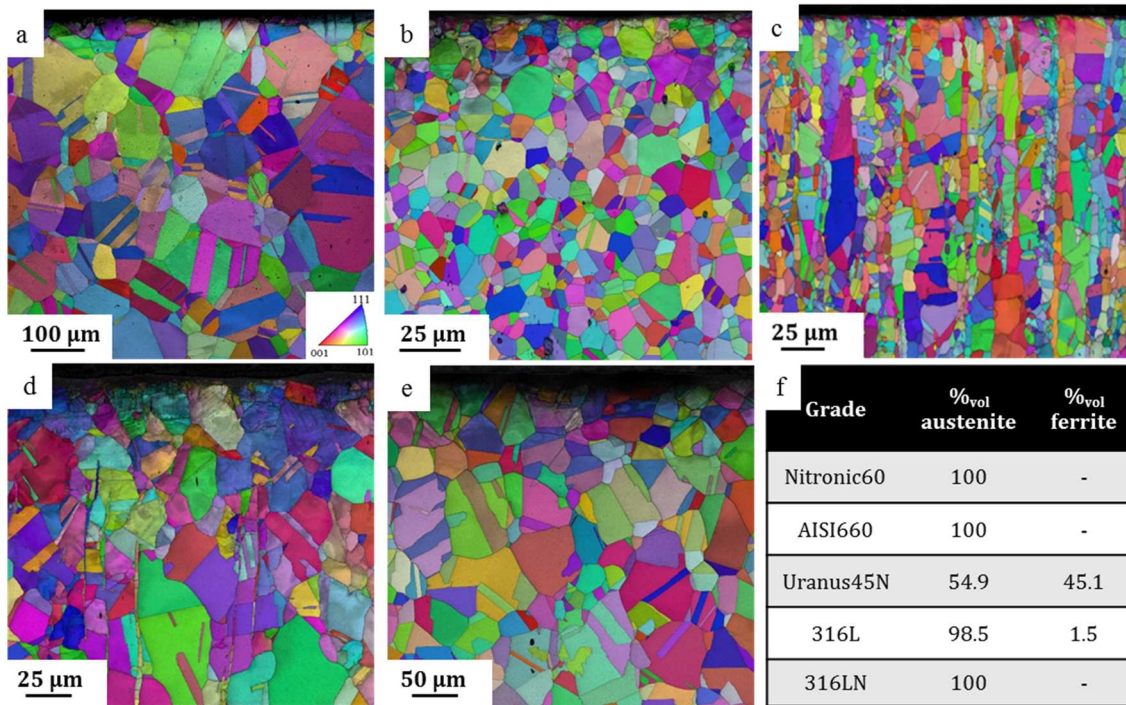 a
100 µm
111
001
101
b
25 µm
c
25 µm
d
25 µm
e
50 µm
f
Grade %vol austenite %vol ferrite
Nitronic60 100 -
AISI660 100 -
Uranus45N 54.9 45.1
316L 98.5 1.5
316LN 100 -